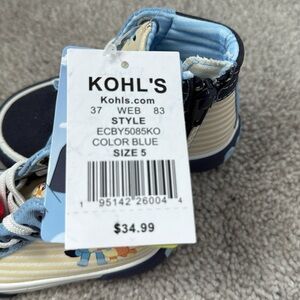 KOHL'S
Kohls.com
37 WEB 83
STYLE
ECBY5085KO
COLOR BLUE
SIZE 5
1 95142 26004 4
$34.99